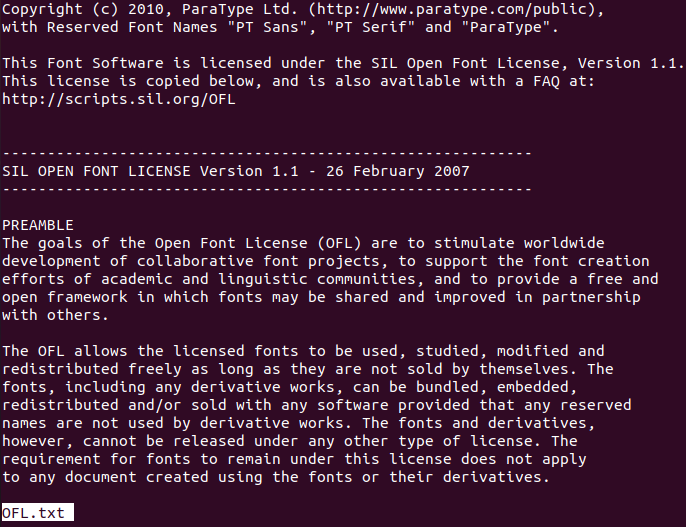 Copyright (c) 2010, ParaType Ltd. (http://www.paratype.com/public),
with Reserved Font Names "PT Sans", "PT Serif" and "ParaType".
This Font Software is licensed under the SIL Open Font License, Version 1.1.
This license is copied below, and is also available with a FAQ at:
http://scripts.sil.org/OFL
-----------------------------------------------------------
SIL OPEN FONT LICENSE Version 1.1 - 26 February 2007
-----------------------------------------------------------
PREAMBLE
The goals of the Open Font License (OFL) are to stimulate worldwide
development of collaborative font projects, to support the font creation
efforts of academic and linguistic communities, and to provide a free and
open framework in which fonts may be shared and improved in partnership
with others.
The OFL allows the licensed fonts to be used, studied, modified and
redistributed freely as long as they are not sold by themselves. The
fonts, including any derivative works, can be bundled, embedded,
redistributed and/or sold with any software provided that any reserved
names are not used by derivative works. The fonts and derivatives,
however, cannot be released under any other type of license. The
requirement for fonts to remain under this license does not apply
to any document created using the fonts or their derivatives.
OFL.txt